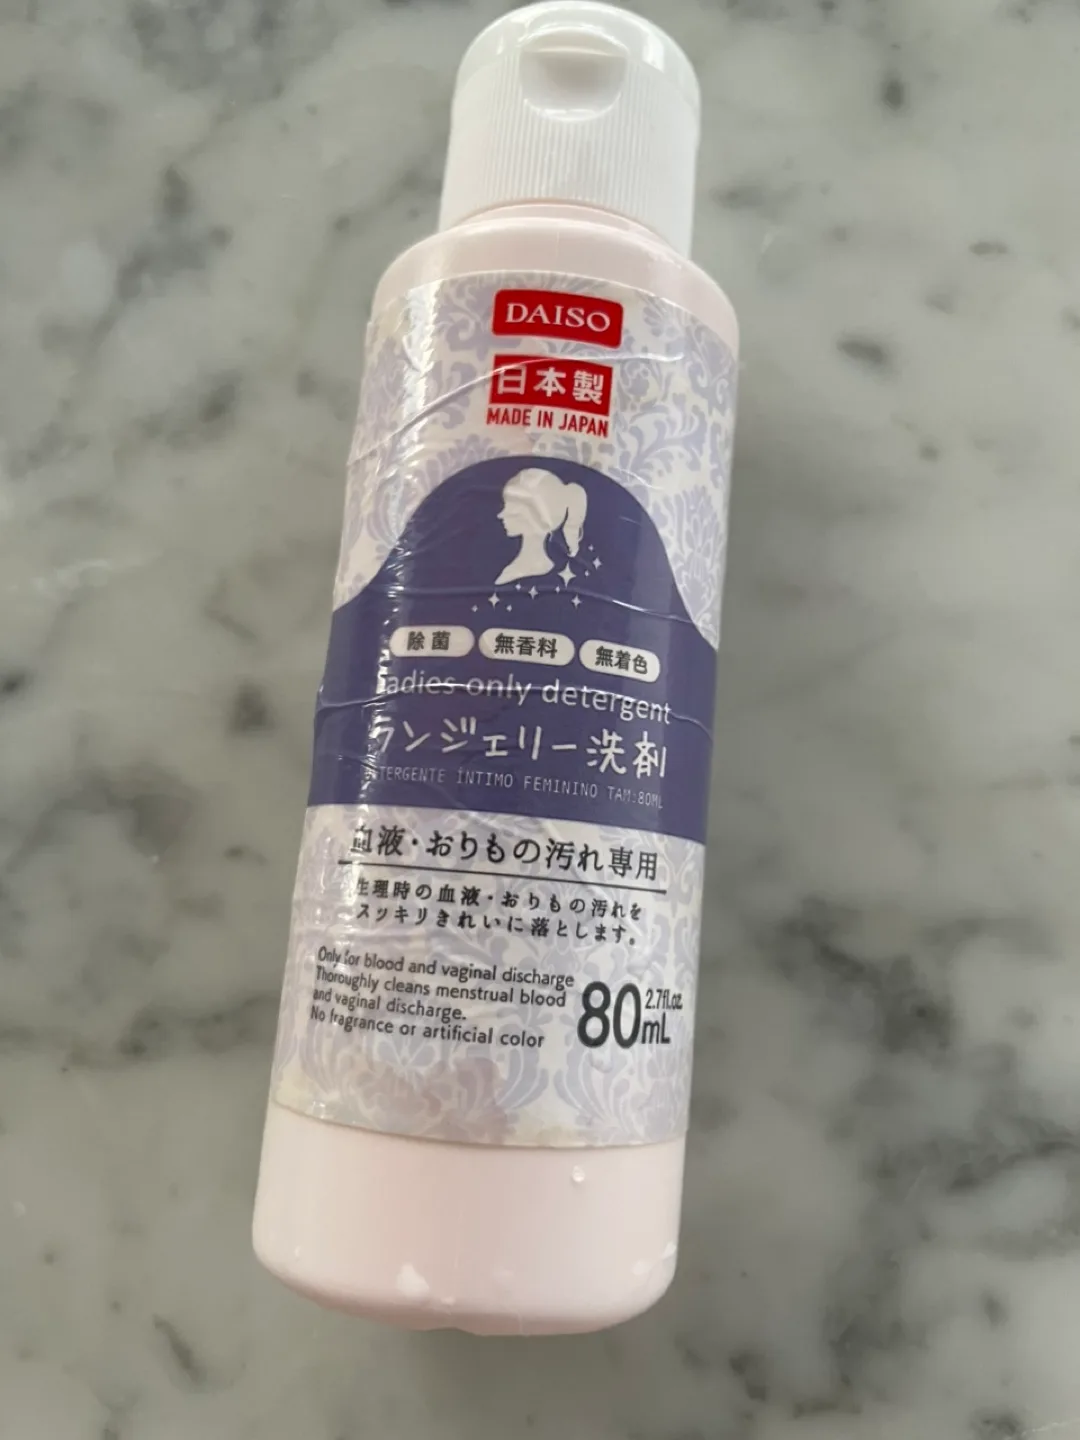 DAISO
日本製
MADE IN JAPAN
除菌 無香料 無着色
adies only detergent
ランジェリー洗剤
TERGENTE ÍNTIMO FEMININO TAM:80ML
血液・おりもの汚れ専用
生理時の血液・おりもの汚れを
スッキリきれいに落とします。
Only for blood and vaginal discharge
Thoroughly cleans menstrual blood
and vaginal discharge.
No fragrance or artificial color
80mL 2.7fl.oz